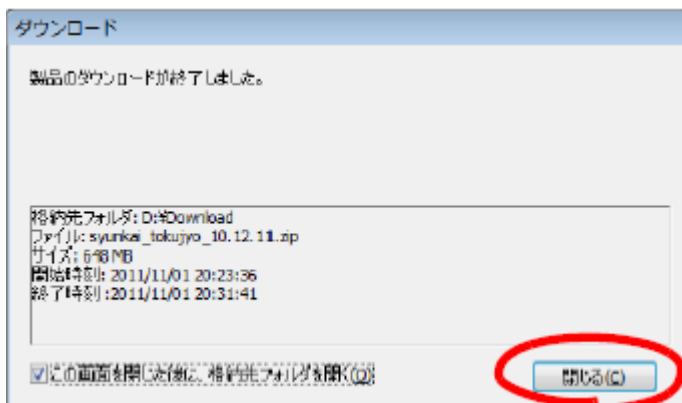 ダウンロード
製品のダウンロードが終了しました。
格納先フォルダ: D:¥Download
ファイル: syunkai_tokujyo_10.12.11.zip
サイズ: 648 MB
開始時刻: 2011/11/01 20:23:36
終了時刻 :2011/11/01 20:31:41
この画面を閉じた後に、格納先フォルダを開く(O)
閉じる(C)